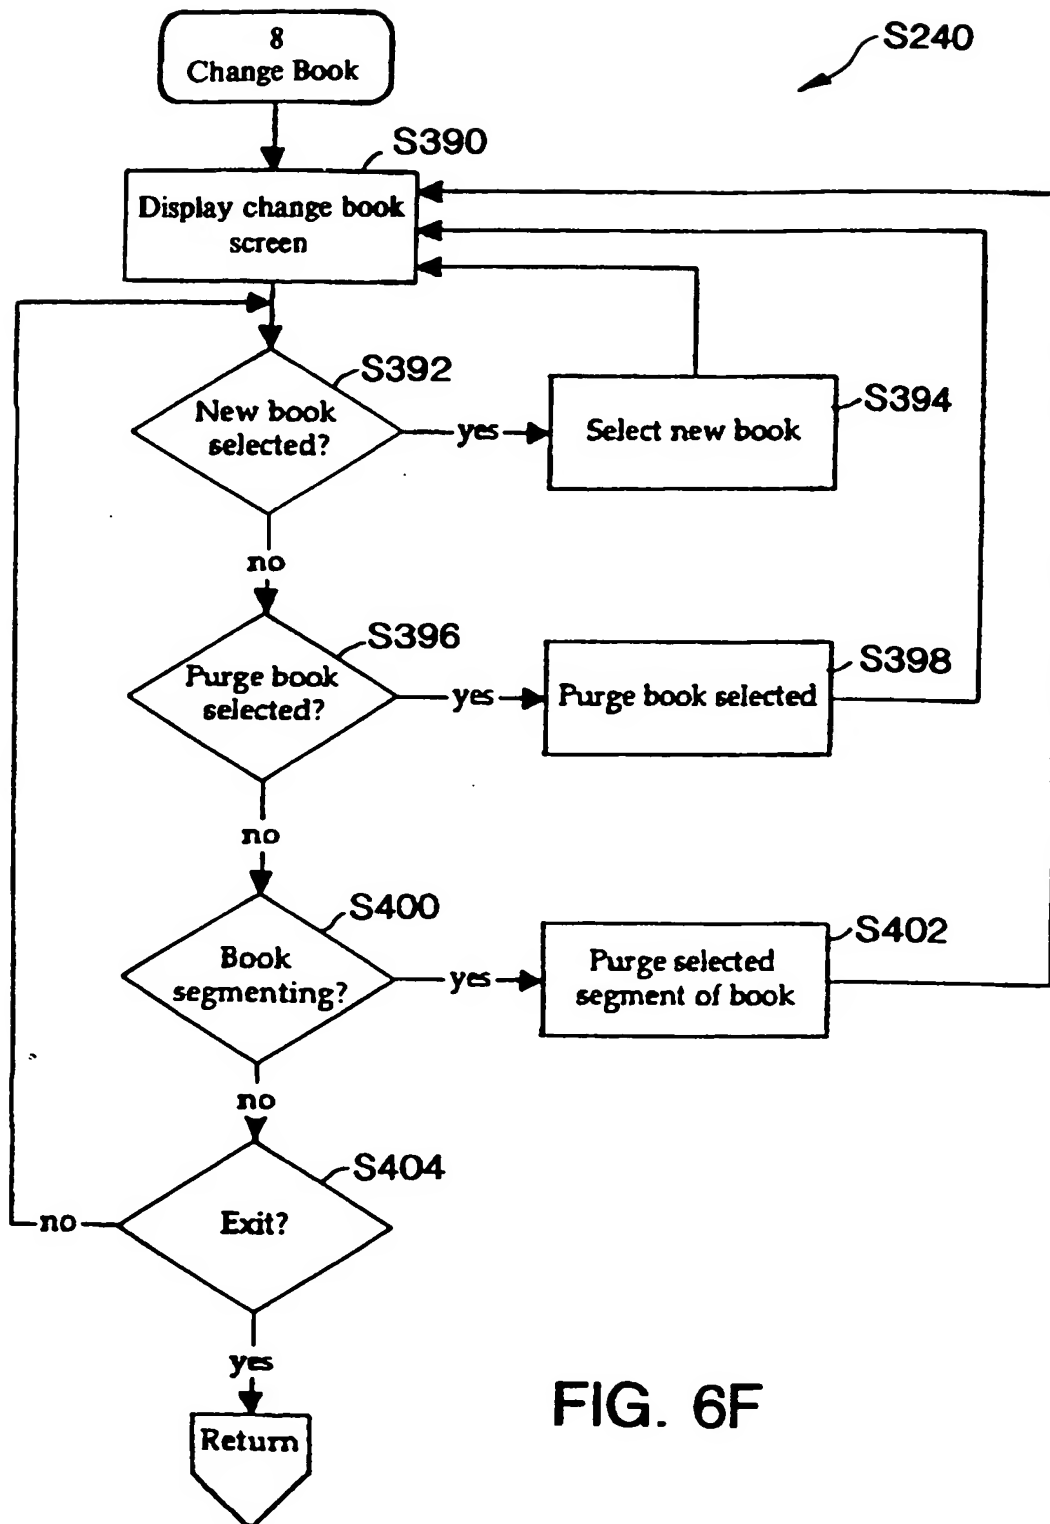 8
Change Book
S240
S390
Display change book
screen
S392
New book
selected?
yes
S394
Select new book
no
S396
Purge book
selected?
yes
S398
Purge book selected
no
S400
Book
segmenting?
yes
S402
Purge selected
segment of book
no
S404
Exit?
no
yes
Return
FIG. 6F